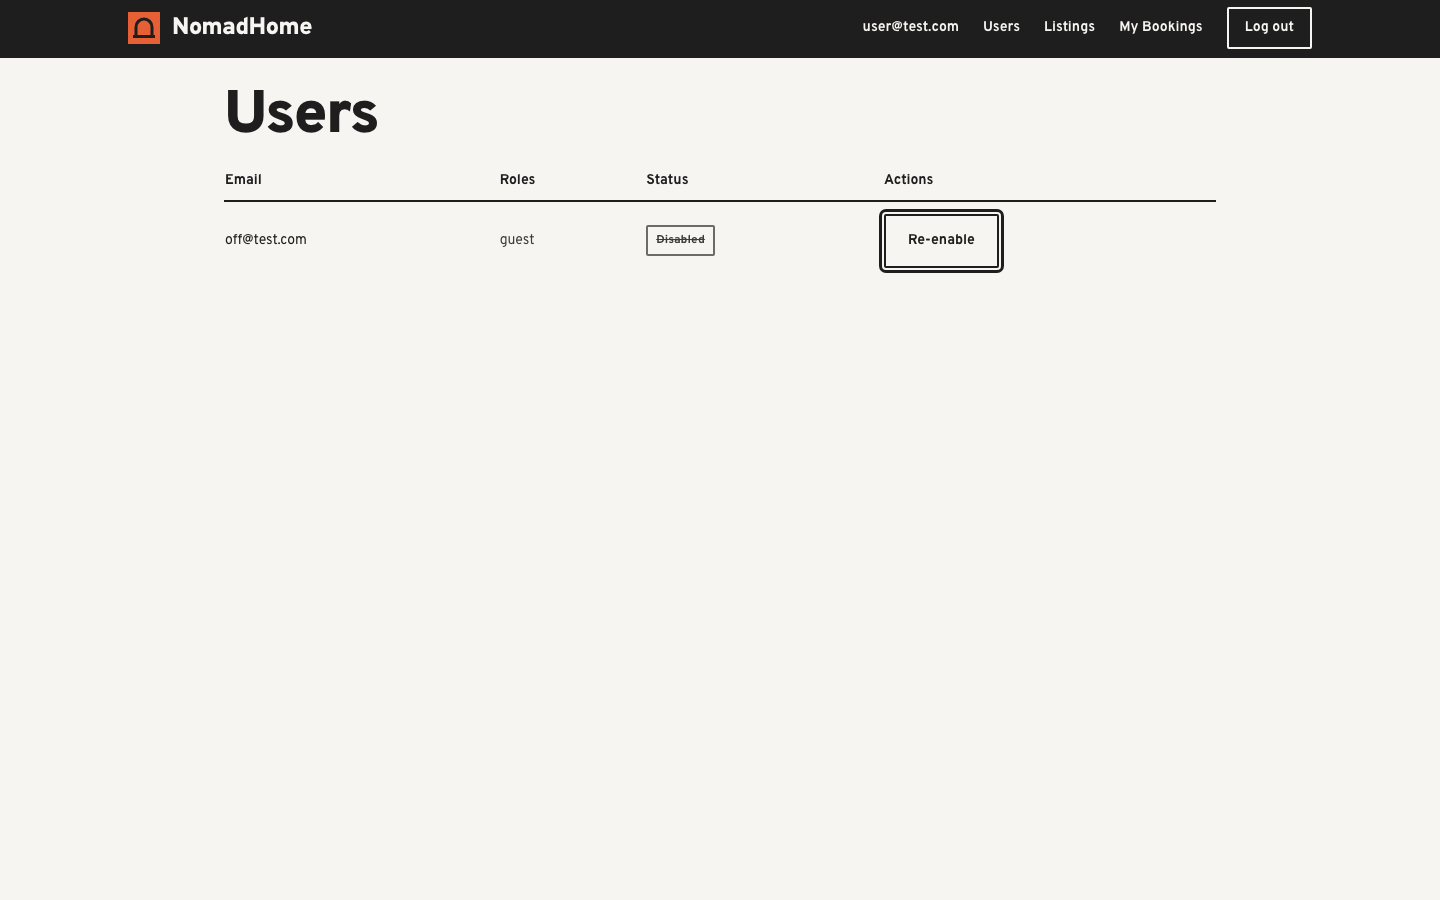 NomadHome
user@test.com Users Listings My Bookings Log out
Users
Email Roles Status Actions
off@test.com guest Disabled Re-enable